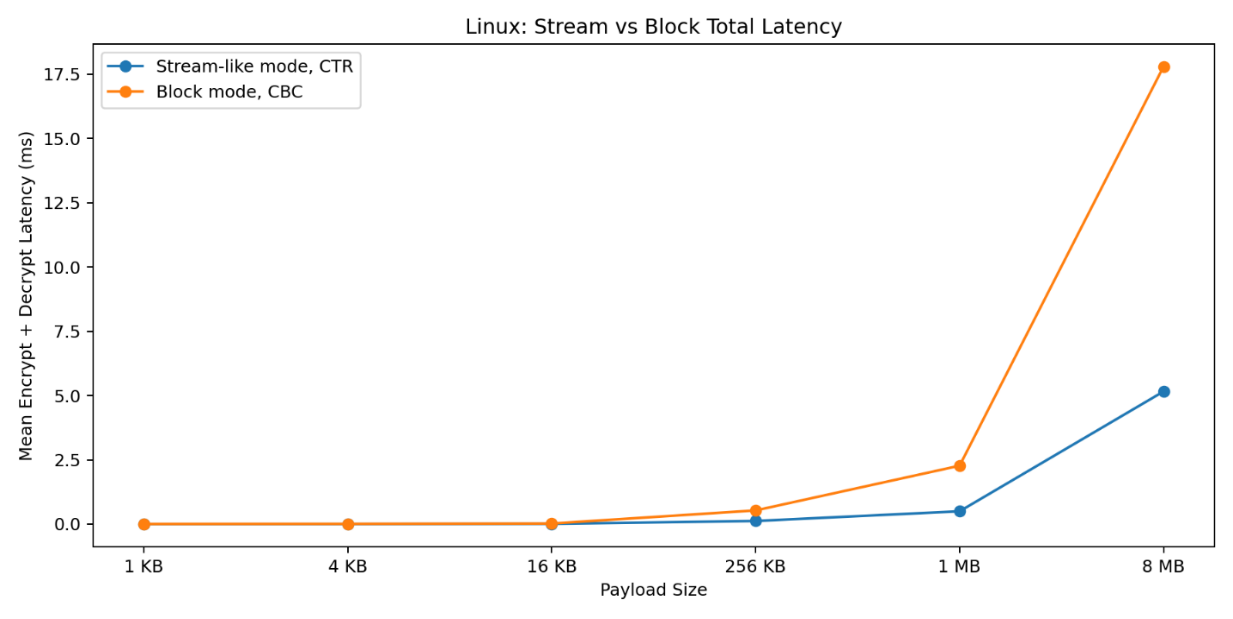 Linux: Stream vs Block Total Latency
Stream-like mode, CTR
Block mode, CBC
Mean Encrypt + Decrypt Latency (ms)
17.5
15.0
12.5
10.0
7.5
5.0
2.5
0.0
1 KB
4 KB
16 KB
256 KB
1 MB
8 MB
Payload Size